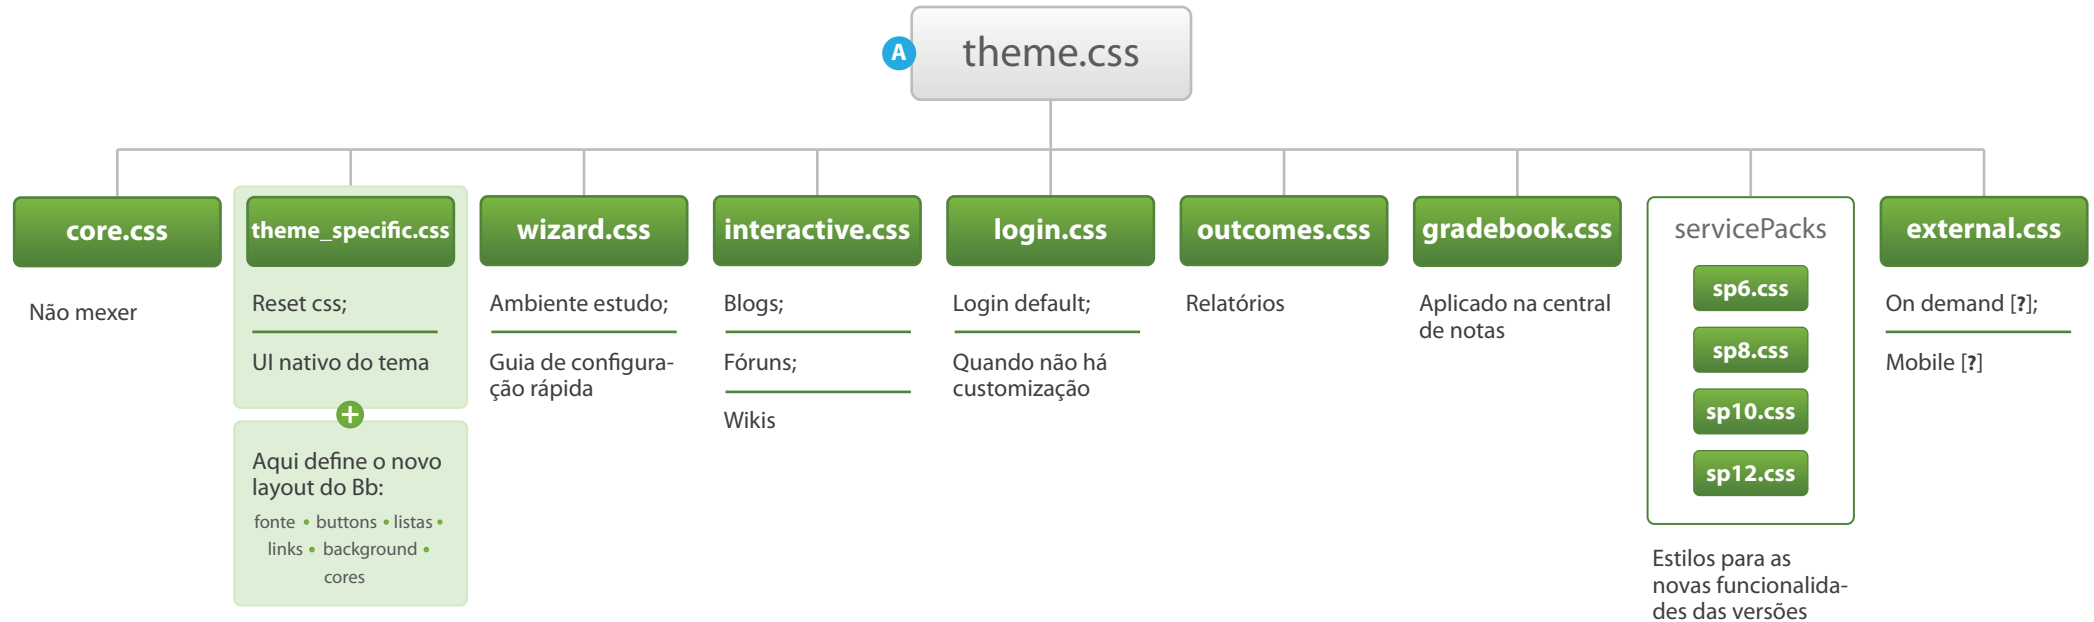 A
theme.css
core.css
Não mexer
theme_specific.css
Reset css;
UI nativo do tema
+
Aqui define o novo
layout do Bb:
fonte • buttons • listas •
links • background •
cores
wizard.css
Ambiente estudo;
Guia de configura-
ção rápida
interactive.css
Blogs;
Fóruns;
Wikis
login.css
Login default;
Quando não há
customização
outcomes.css
Relatórios
gradebook.css
Aplicado na central
de notas
servicePacks
sp6.css
sp8.css
sp10.css
sp12.css
Estilos para as
novas funcionalida-
des das versões
external.css
On demand [?];
Mobile [?]